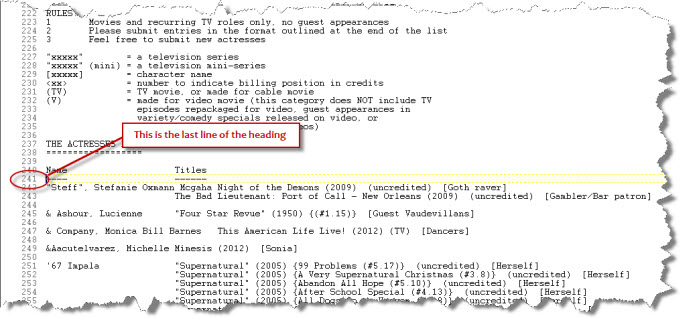 222 RULES
223 1 Movies and recurring TV roles only, no guest appearances
224 2 Please submit entries in the format outlined at the end of the list
225 3 Feel free to submit new actresses
226
227 "xxxxx" = a television series
228 "xxxxx" (mini) = a television mini-series
229 [xxxxx] = character name
230 <xx> = number to indicate billing position in credits
231 (TV) = TV movie, or made for cable movie
232 (V) = made for video movie (this category does NOT include TV
233 episodes repackaged for video, guest appearances in
234 variety/comedy specials released on video, or
235
236
237 THE ACTRESSES
238 ==================
239
This is the last line of the heading
240 Name Titles
241 ---- ------
242 "Steff", Stefanie Oxmann Mcgaha Night of the Demons (2009) (uncredited) [Goth raver]
243 The Bad Lieutenant: Port of Call - New Orleans (2009) (uncredited) [Gambler/Bar patron]
244
245 & Ashour, Lucienne "Four Star Revue" (1950) {(#1.15)} [Guest Vaudevillans]
246
247 & Company, Monica Bill Barnes This American Life Live! (2012) (TV) [Dancers]
248
249 &Aacutelvarez, Michelle Mimesis (2012) [Sonia]
250
251 '67 Impala "Supernatural" (2005) {99 Problems (#5.17)} (uncredited) [Herself]
252 "Supernatural" (2005) {A Very Supernatural Christmas (#3.8)} (uncredited) [Herself]
253 "Supernatural" (2005) {Abandon All Hope (#5.10)} (uncredited) [Herself]
254 "Supernatural" (2005) {After School Special (#4.13)} (uncredited) [Herself]
255 "Supernatural" (2005) (uncredited) [Herself]